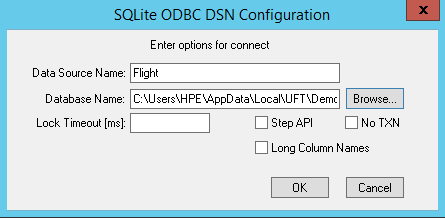 SQLite ODBC DSN Configuration
x
Enter options for connect
Data Source Name: Flight
Database Name: C:\Users\HPE\AppData\Local\UFT\Demo Browse...
Lock Timeout [ms]: Step API No TXN
Long Column Names
OK Cancel